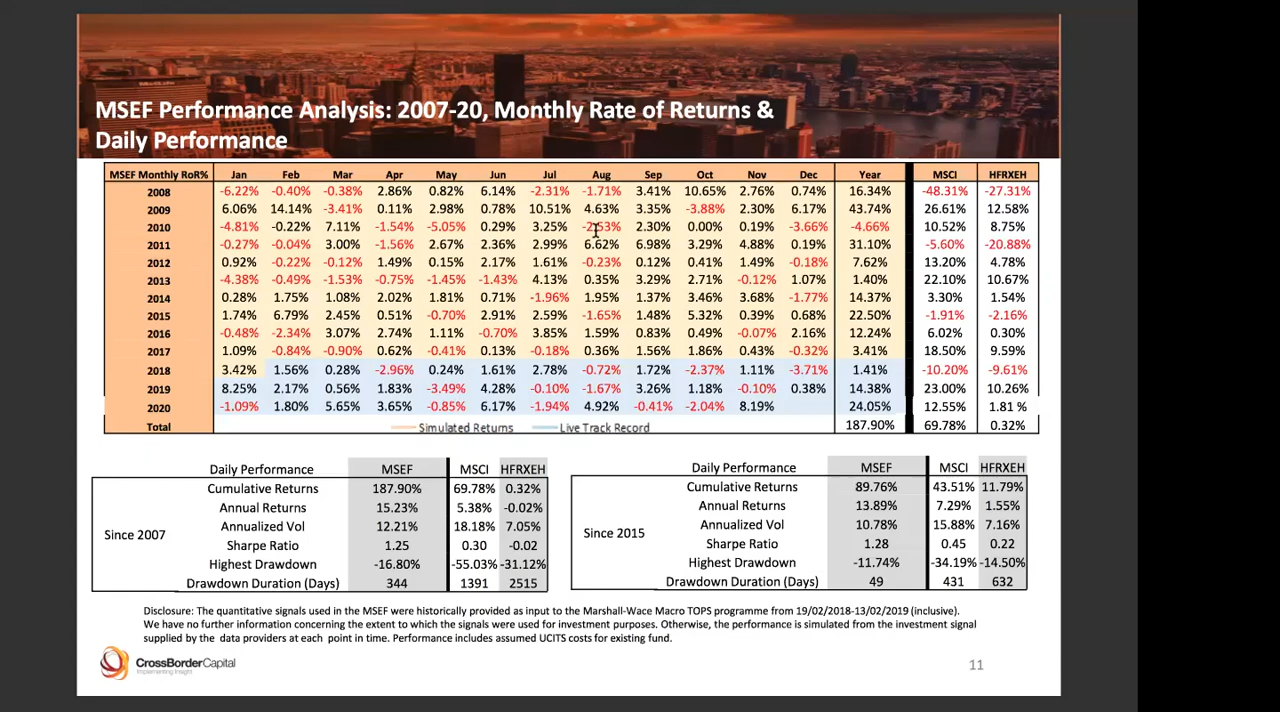 MSEF Performance Analysis: 2007-20, Monthly Rate of Returns &
Daily Performance
MSEF Monthly RoR% Jan Feb Mar Apr May Jun Jul Aug Sep Oct Nov Dec Year MSCI HFRXEH
2008 -6.22% -0.40% -0.38% 2.86% 0.82% 6.14% -2.31% -1.71% 3.41% 10.65% 2.76% 0.74% 16.34% -48.31% -27.31%
2009 6.06% 14.14% -3.41% 0.11% 2.98% 0.78% 10.51% 4.63% 3.35% -3.88% 2.30% 6.17% 43.74% 26.61% 12.58%
2010 -4.81% -0.22% 7.11% -1.54% -5.05% 0.29% 3.25% -2.53% 2.30% 0.00% 0.19% -3.66% -4.66% 10.52% 8.75%
2011 -0.27% -0.04% 3.00% -1.56% 2.67% 2.36% 2.99% 6.62% 6.98% 3.29% 4.88% 0.19% 31.10% -5.60% -20.88%
2012 0.92% -0.22% -0.12% 1.49% 0.15% 2.17% 1.61% -0.23% 0.12% 0.41% 1.49% -0.18% 7.62% 13.20% 4.78%
2013 -4.38% -0.49% -1.53% -0.75% -1.45% -1.43% 4.13% 0.35% 3.29% 2.71% -0.12% 1.07% 1.40% 22.10% 10.67%
2014 0.28% 1.75% 1.08% 2.02% 1.81% 0.71% -1.96% 1.95% 1.37% 3.46% 3.68% -1.77% 14.37% 3.30% 1.54%
2015 1.74% 6.79% 2.45% 0.51% -0.70% 2.91% 2.59% -1.65% 1.48% 5.32% 0.39% 0.68% 22.50% -1.91% -2.16%
2016 -0.48% -2.34% 3.07% 2.74% 1.11% -0.70% 3.85% 1.59% 0.83% 0.49% -0.07% 2.16% 12.24% 6.02% 0.30%
2017 1.09% -0.84% -0.90% 0.62% -0.41% 0.13% -0.18% 0.36% 1.56% 1.86% 0.43% -0.32% 3.41% 18.50% 9.59%
2018 3.42% 1.56% 0.28% -2.96% 0.24% 1.61% 2.78% -0.72% 1.72% -2.37% 1.11% -3.71% 1.41% -10.20% -9.61%
2019 8.25% 2.17% 0.56% 1.83% -3.49% 4.28% -0.10% -1.67% 3.26% 1.18% -0.10% 0.38% 14.38% 23.00% 10.26%
2020 -1.09% 1.80% 5.65% 3.65% -0.85% 6.17% -1.94% 4.92% -0.41% -2.04% 8.19% 24.05% 12.55% 1.81 %
Total Simulated Returns Live Track Record 187.90% 69.78% 0.32%
Daily Performance MSEF MSCI HFRXEH
Cumulative Returns 187.90% 69.78% 0.32%
Annual Returns 15.23% 5.38% -0.02%
Annualized Vol 12.21% 18.18% 7.05%
Since 2007
Sharpe Ratio 1.25 0.30 -0.02
Highest Drawdown -16.80% -55.03% -31.12%
Drawdown Duration (Days) 344 1391 2515
Daily Performance MSEF MSCI HFRXEH
Cumulative Returns 89.76% 43.51% 11.79%
Annual Returns 13.89% 7.29% 1.55%
Annualized Vol 10.78% 15.88% 7.16%
Since 2015
Sharpe Ratio 1.28 0.45 0.22
Highest Drawdown -11.74% -34.19% -14.50%
Drawdown Duration (Days) 49 431 632
Disclosure: The quantitative signals used in the MSEF were historically provided as input to the Marshall-Wace Macro TOPS programme from 19/02/2018-13/02/2019 (inclusive).
We have no further information concerning the extent to which the signals were used for investment purposes. Otherwise, the performance is simulated from the investment signal
supplied by the data providers at each point in time. Performance includes assumed UCITS costs for existing fund.
CrossBorderCapital
Implementing Insight
11